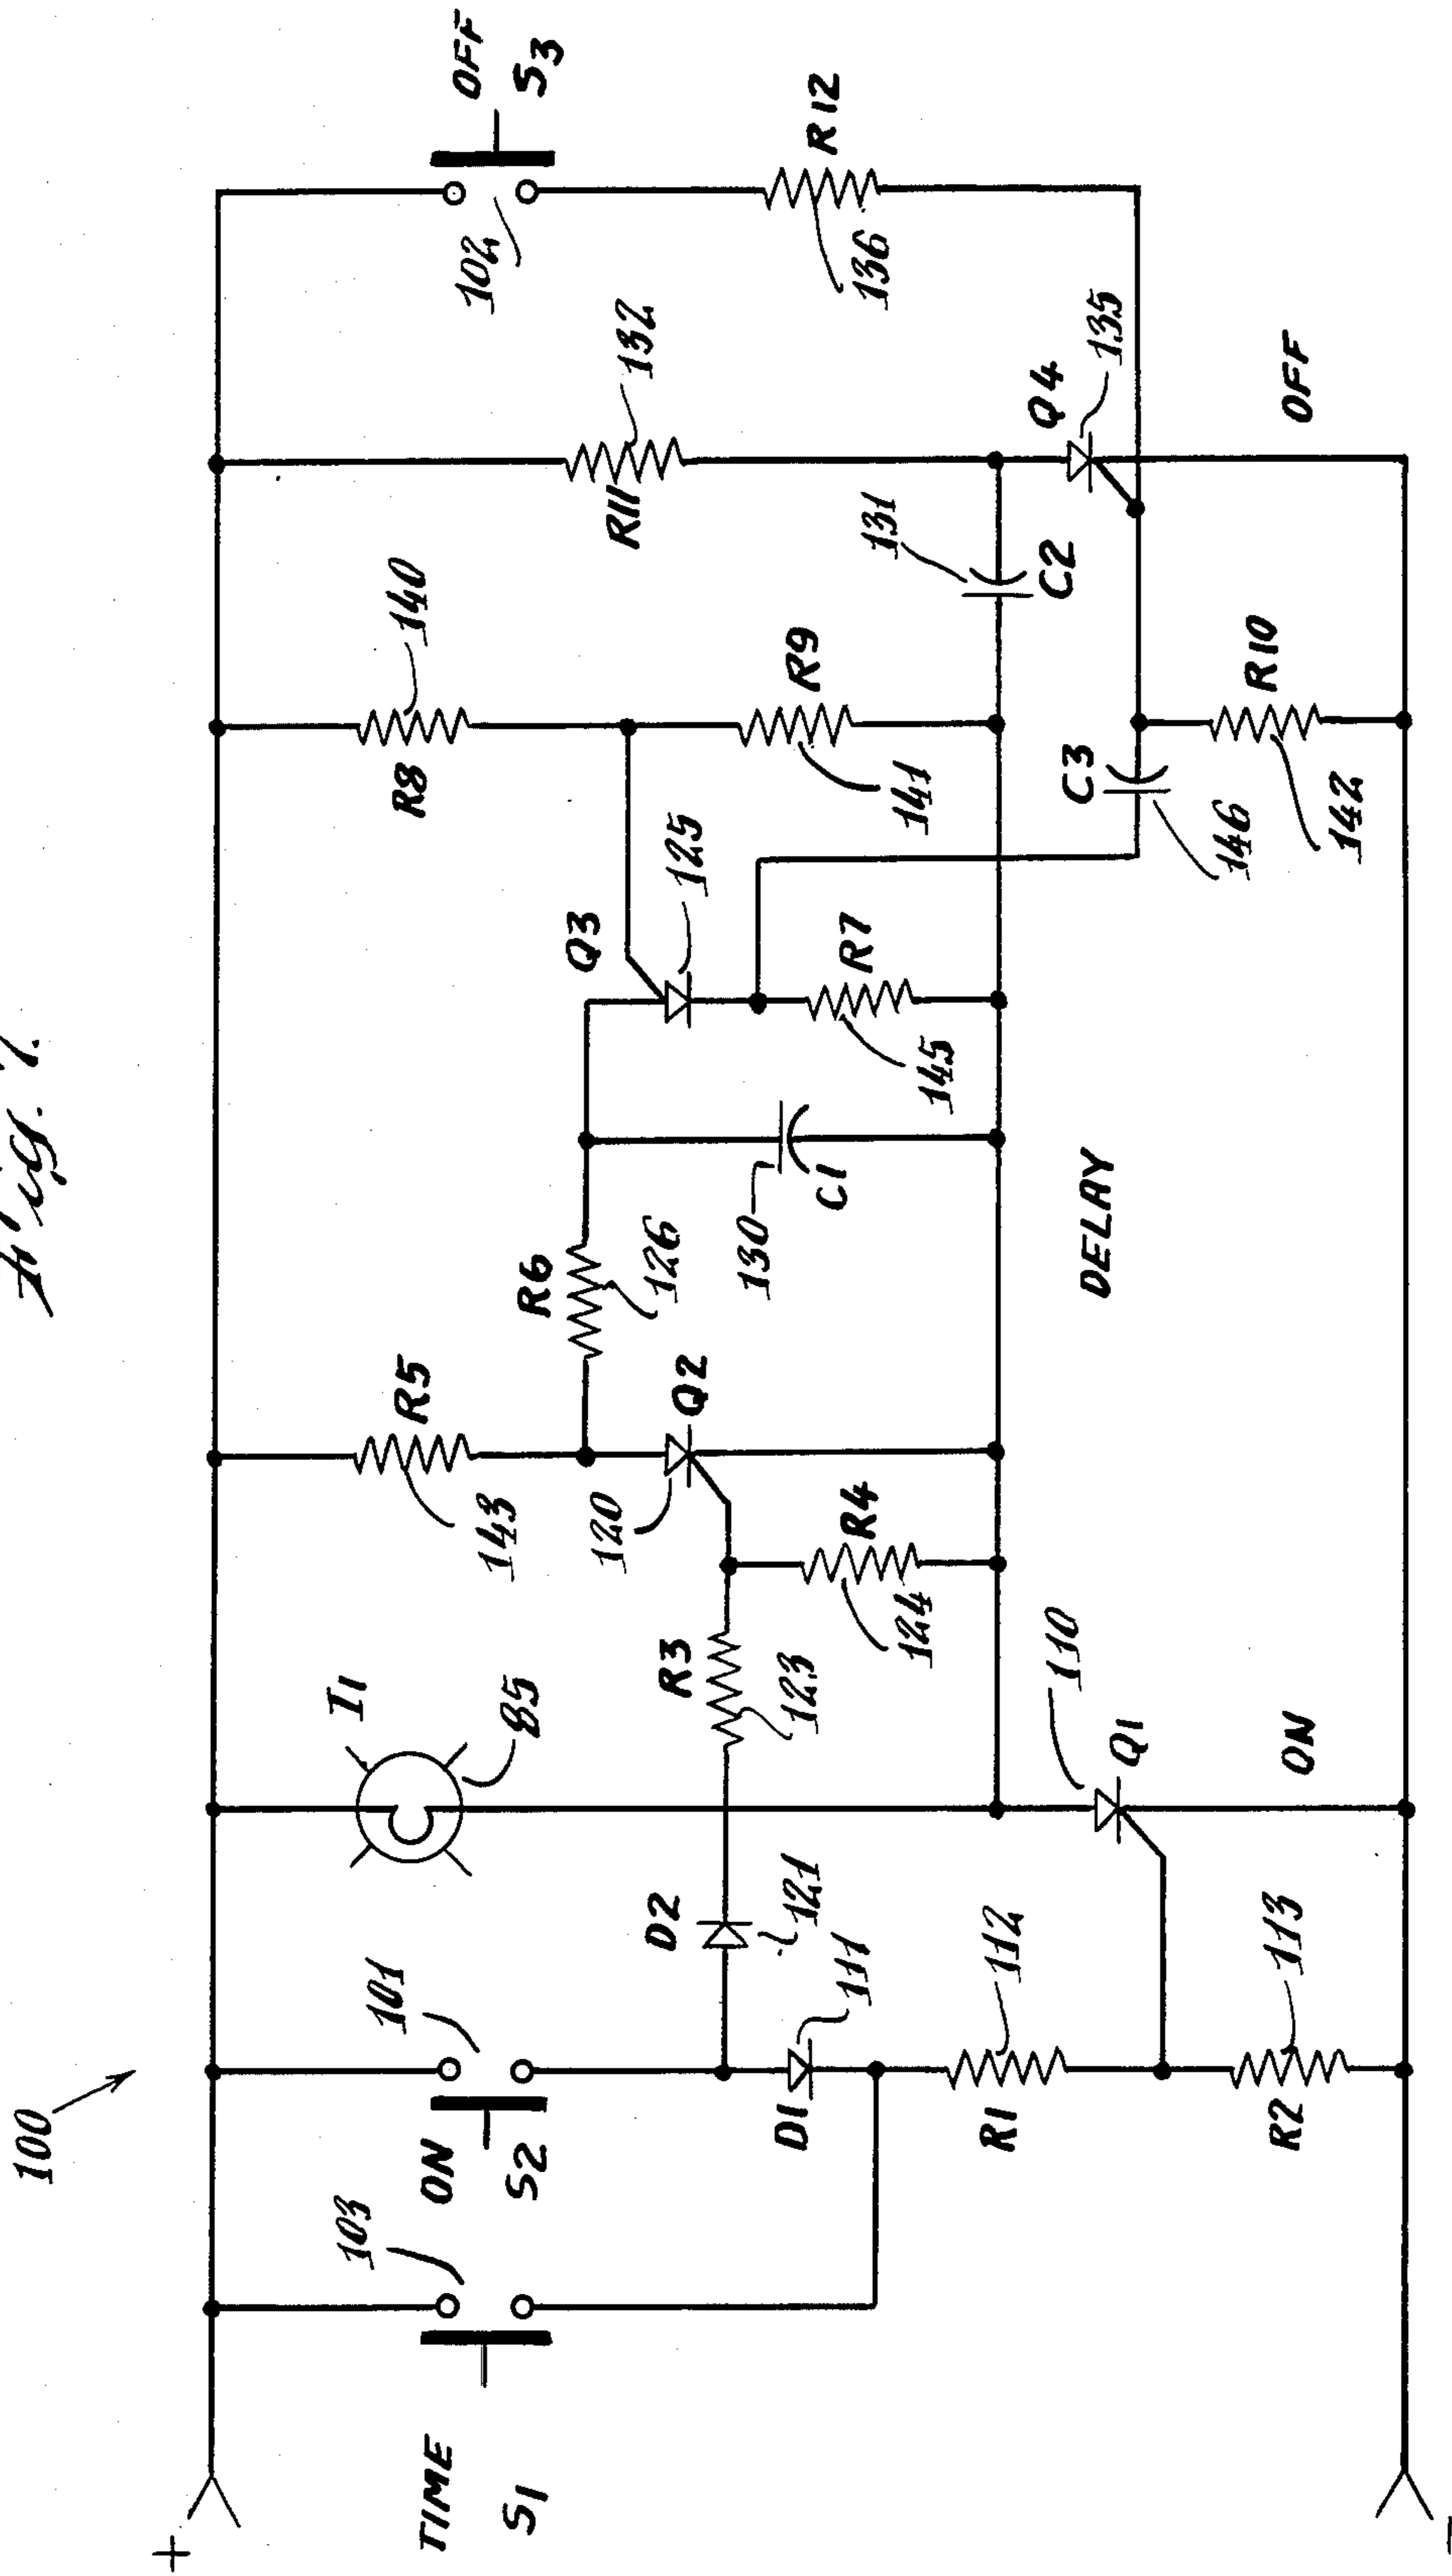 Fig. 7.
100
+
-
TIME
S1
103
ON
S2
101
D1
111
D2
121
R1
112
R2
113
I1
85
R3
123
R4
124
Q1
110
ON
R5
143
Q2
120
R6
126
C1
130
DELAY
Q3
125
R7
145
R8
140
R9
141
C3
146
R10
142
C2
131
R11
132
Q4
135
OFF
OFF
S3
102
R12
136